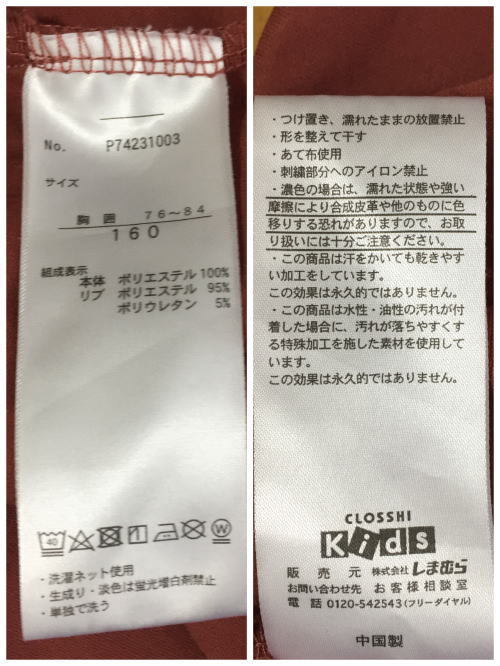 No. P74231003
サイズ
胸囲 76～84
160
組成表示
本体 ポリエステル 100%
リブ ポリエステル 95%
ポリウレタン 5%
40
W
・洗濯ネット使用
・生成り・淡色は蛍光増白剤禁止
・単独で洗う
・つけ置き、濡れたままの放置禁止
・形を整えて干す
・あて布使用
・刺繍部分へのアイロン禁止
・濃色の場合は、濡れた状態や強い
摩擦により合成皮革や他のものに色
移りする恐れがありますので、お取
り扱いには十分ご注意ください。
・この商品は汗をかいても乾きやす
い加工をしています。
この効果は永久的ではありません。
・この商品は水性・油性の汚れが付
着した場合に、汚れが落ちやすくす
る特殊加工を施した素材を使用して
います。
この効果は永久的ではありません。
CLOSSHI
Kids
販売元 株式会社しまむら
お問い合わせ先 お客様相談室
電話 0120-542543(フリーダイヤル)
中国製